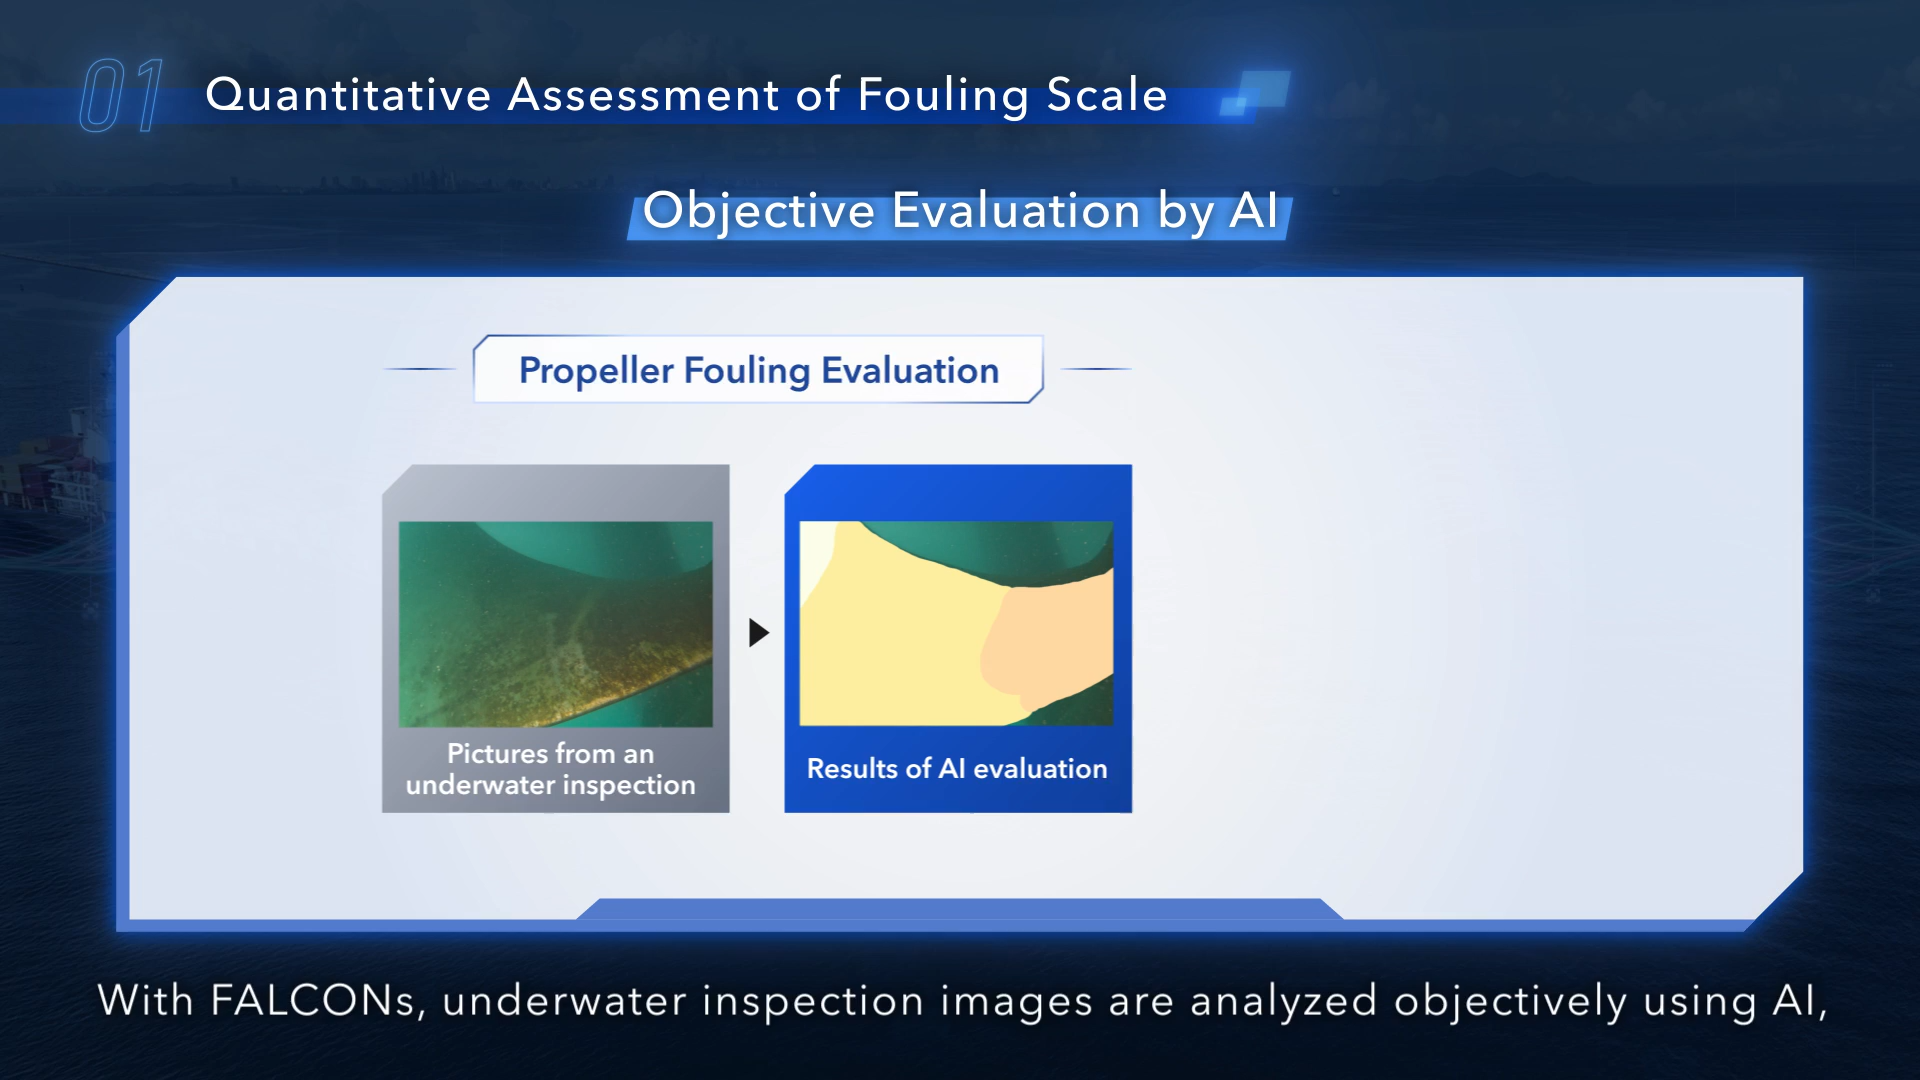 01
Quantitative Assessment of Fouling Scale
Objective Evaluation by AI
Propeller Fouling Evaluation
Pictures from an
underwater inspection
Results of AI evaluation
With FALCONs, underwater inspection images are analyzed objectively using AI,